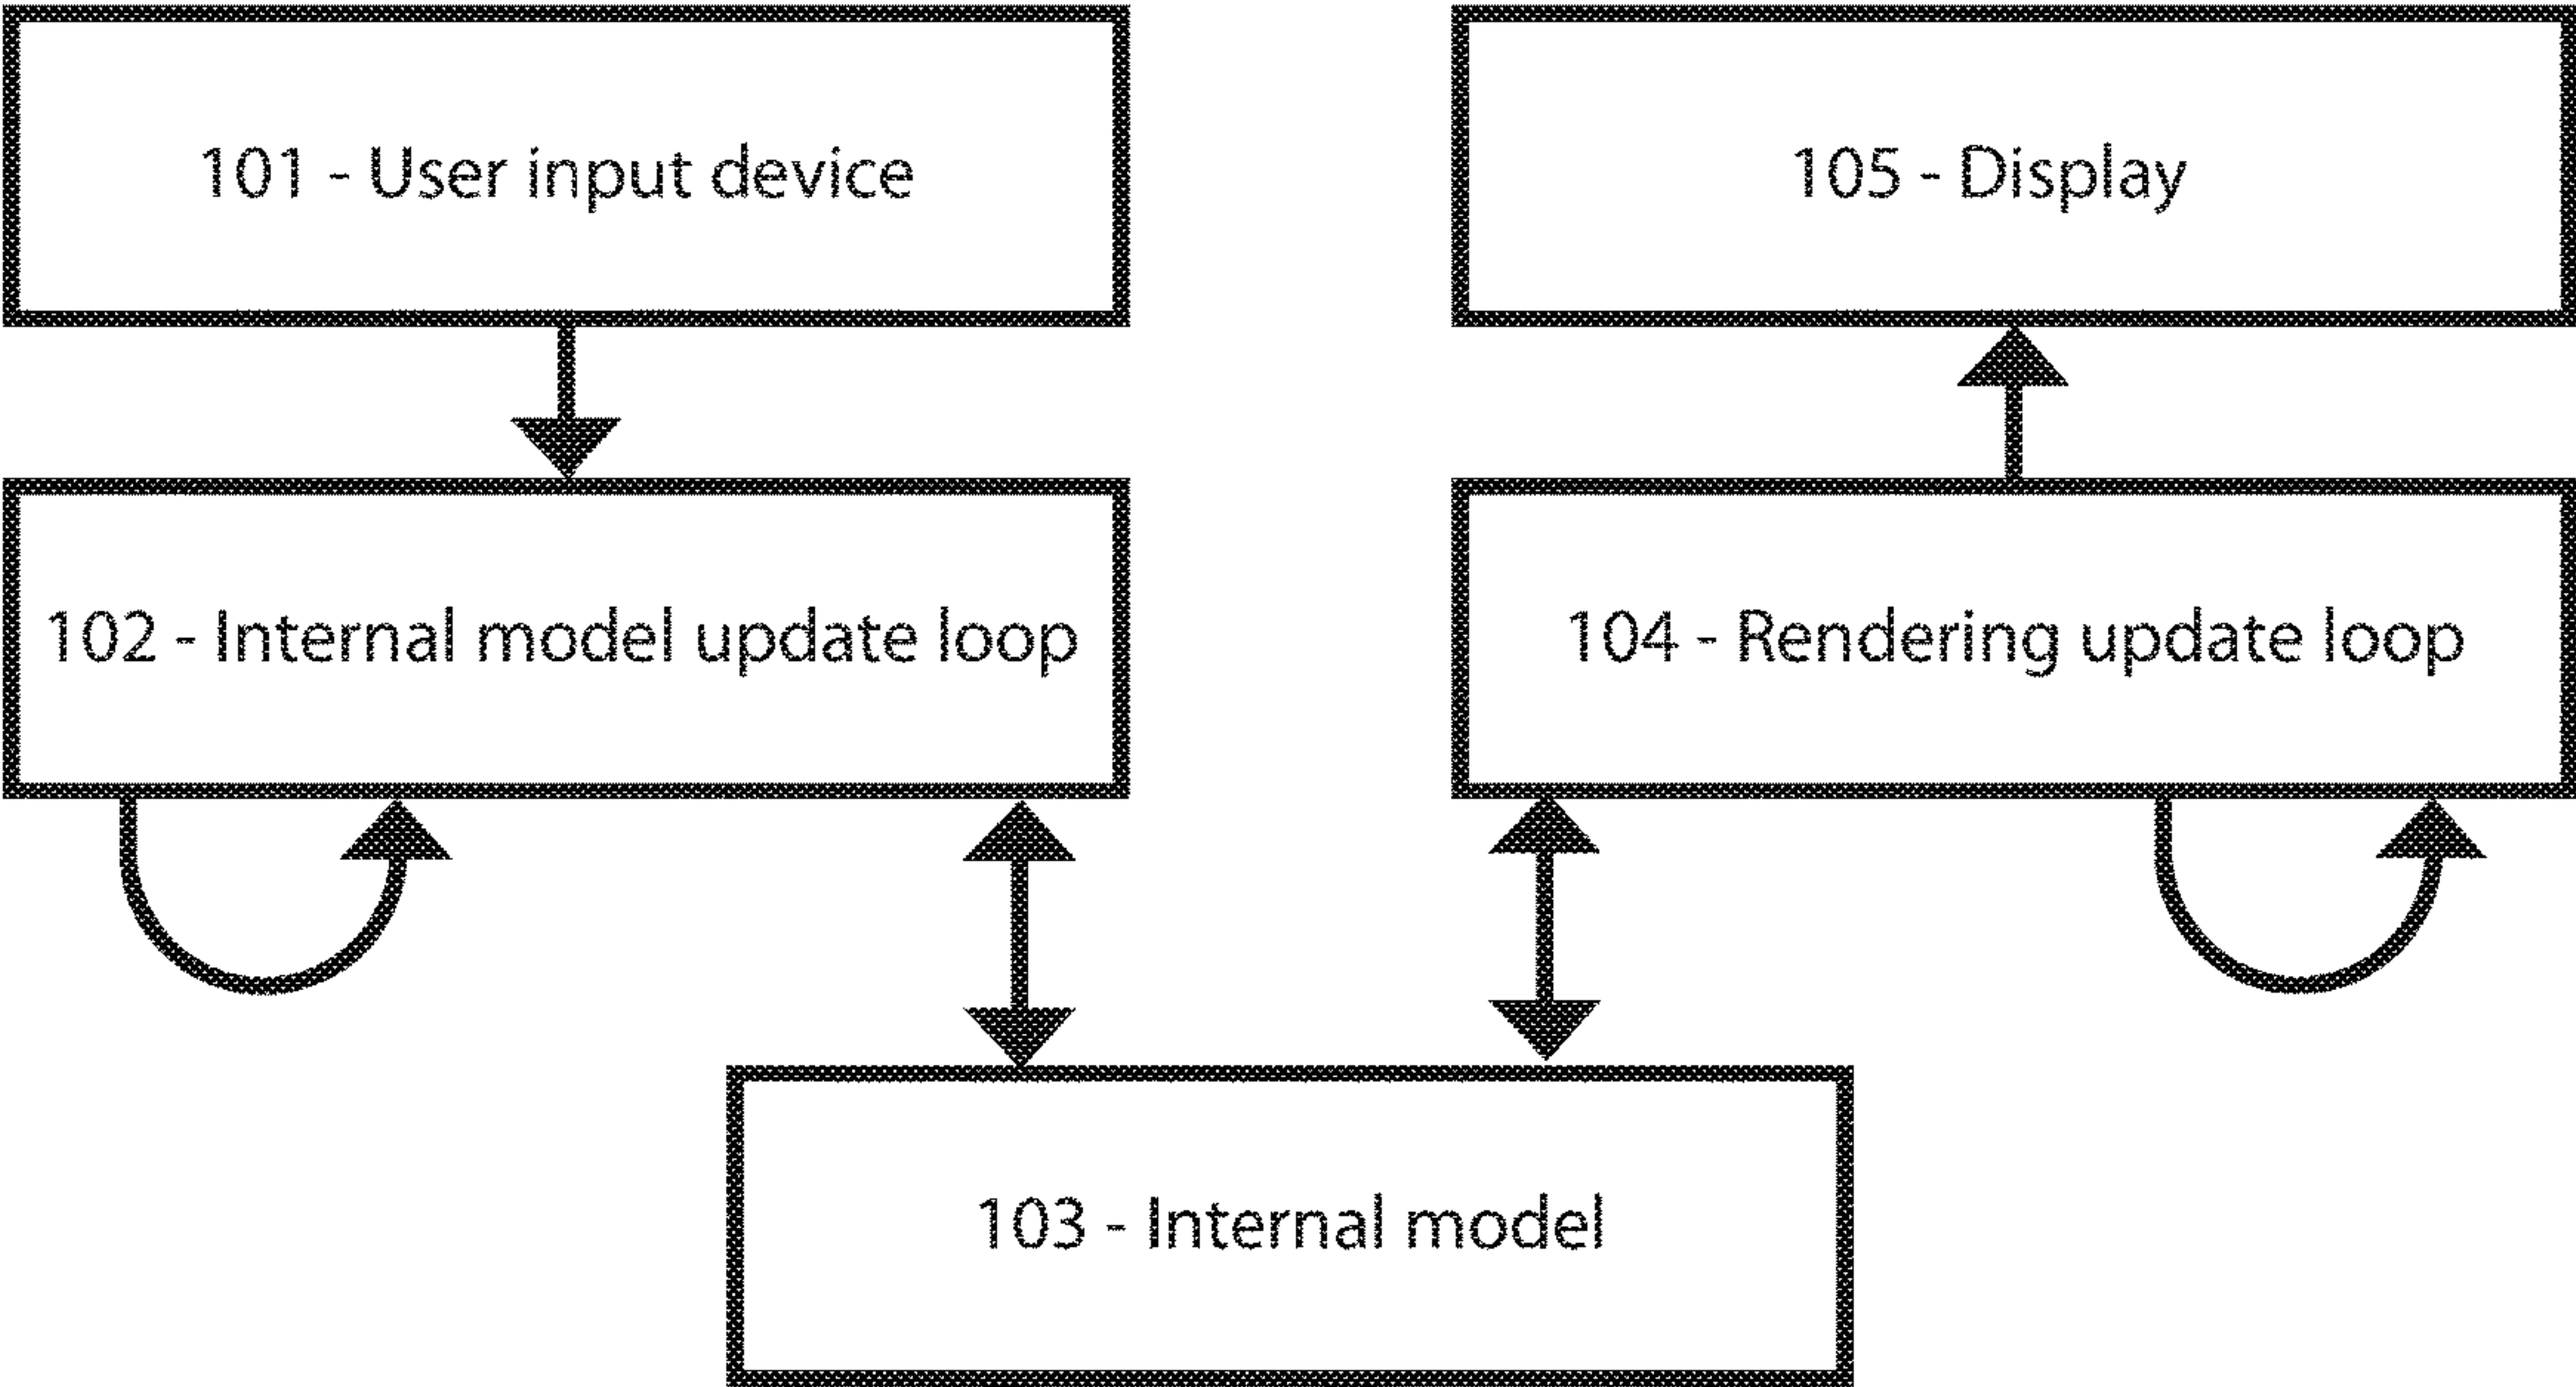 101 - User input device
105 - Display
102 - Internal model update loop
104 - Rendering update loop
103 - Internal model